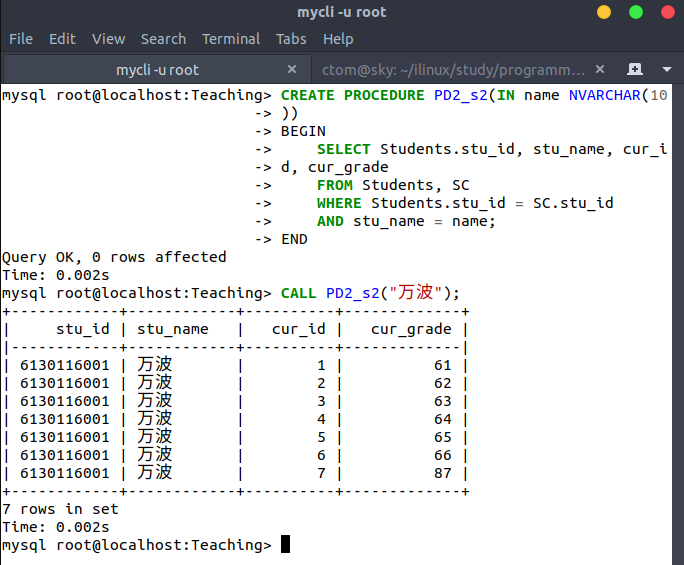 mycli -u root
File Edit View Search Terminal Tabs Help
mycli -u root × ctom@sky: ~/ilinux/study/programm… ×
mysql root@localhost:Teaching> CREATE PROCEDURE PD2_s2(IN name NVARCHAR(10
-> ))
-> BEGIN
->     SELECT Students.stu_id, stu_name, cur_i
-> d, cur_grade
->     FROM Students, SC
->     WHERE Students.stu_id = SC.stu_id
->     AND stu_name = name;
-> END
Query OK, 0 rows affected
Time: 0.002s
mysql root@localhost:Teaching> CALL PD2_s2("万波");
+------------+------------+----------+-------------+
|     stu_id | stu_name   |   cur_id |   cur_grade |
|------------+------------+----------+-------------|
| 6130116001 | 万波       |        1 |          61 |
| 6130116001 | 万波       |        2 |          62 |
| 6130116001 | 万波       |        3 |          63 |
| 6130116001 | 万波       |        4 |          64 |
| 6130116001 | 万波       |        5 |          65 |
| 6130116001 | 万波       |        6 |          66 |
| 6130116001 | 万波       |        7 |          87 |
+------------+------------+----------+-------------+
7 rows in set
Time: 0.002s
mysql root@localhost:Teaching>